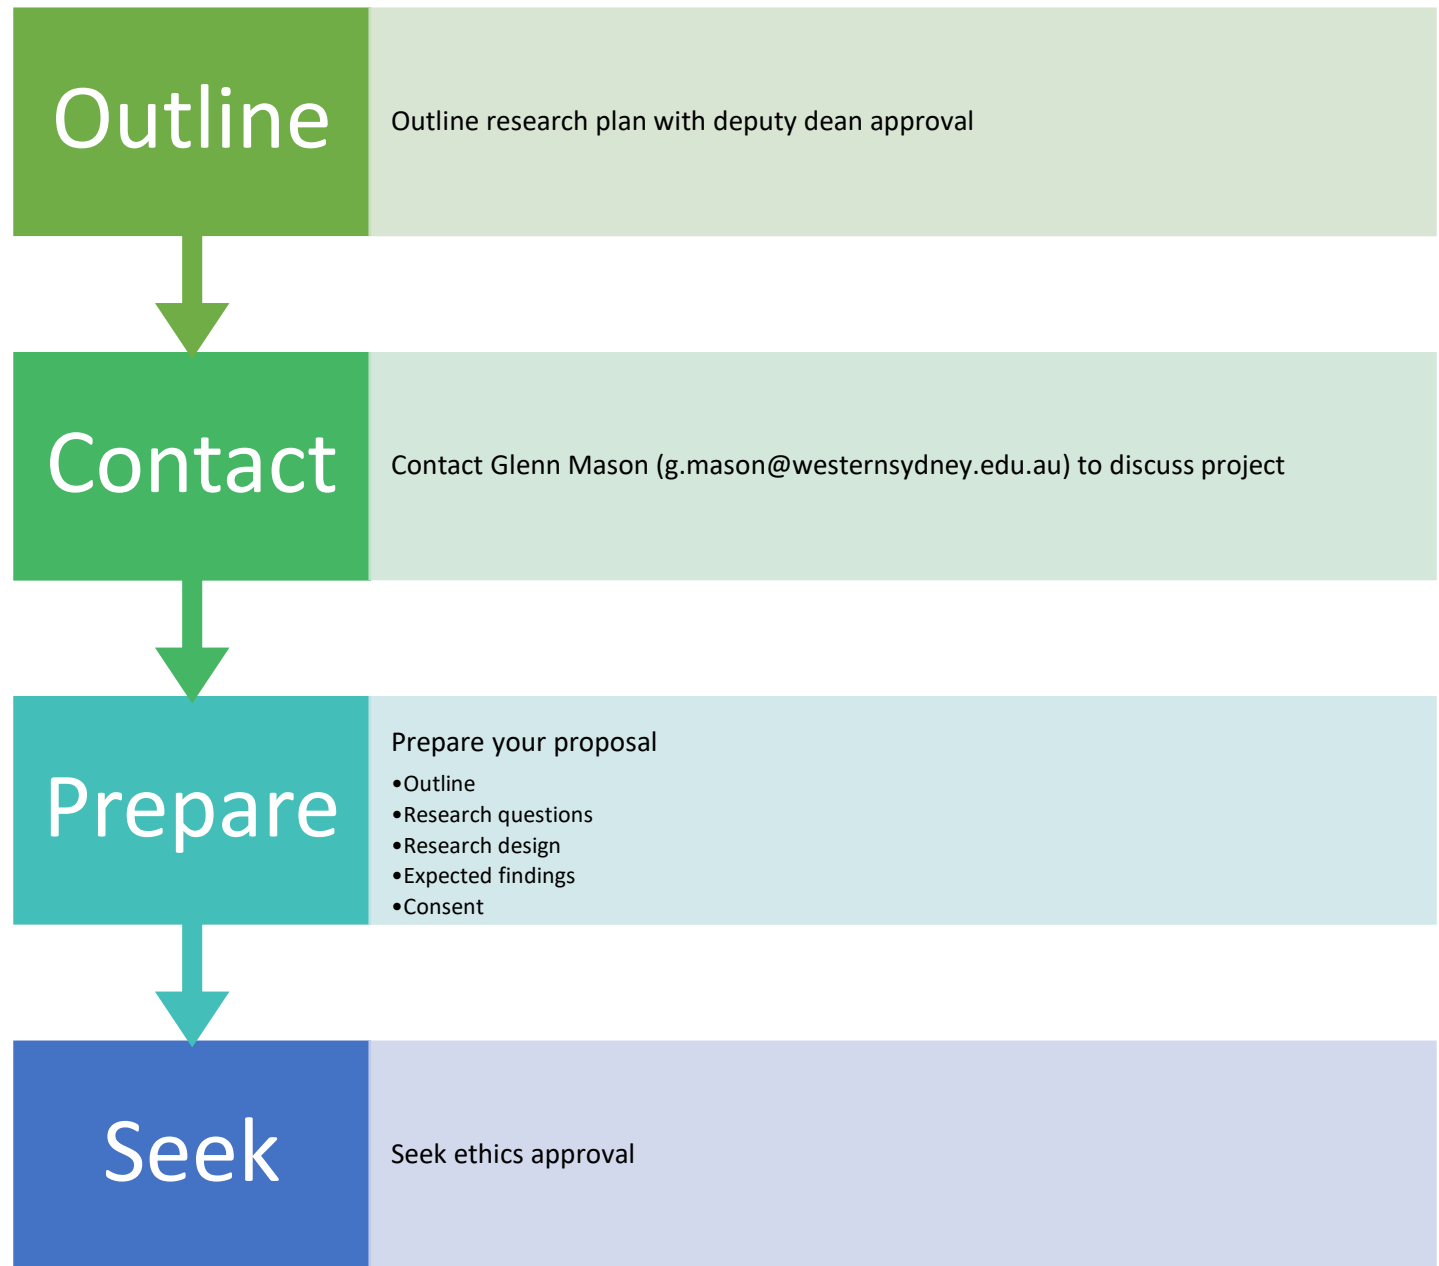 Outline
Outline research plan with deputy dean approval
Contact
Contact Glenn Mason (g.mason@westernsydney.edu.au) to discuss project
Prepare
Prepare your proposal
•Outline
•Research questions
•Research design
•Expected findings
•Consent
Seek
Seek ethics approval